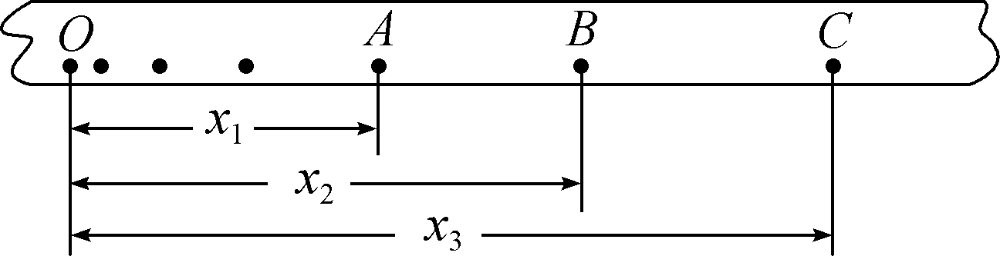 O A B C
x₁
x₂
x₃